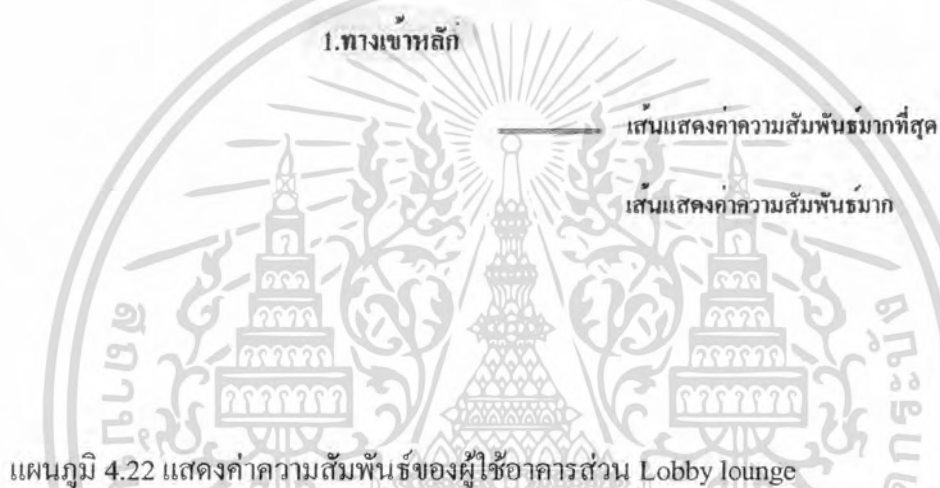 1.ทางเข้าหลัก
เส้นแสดงค่าความสัมพันธ์มากที่สุด
เส้นแสดงค่าความสัมพันธ์มาก
แผนภูมิ 4.22 แสดงค่าความสัมพันธ์ของผู้ใช้อาคารส่วน Lobby lounge